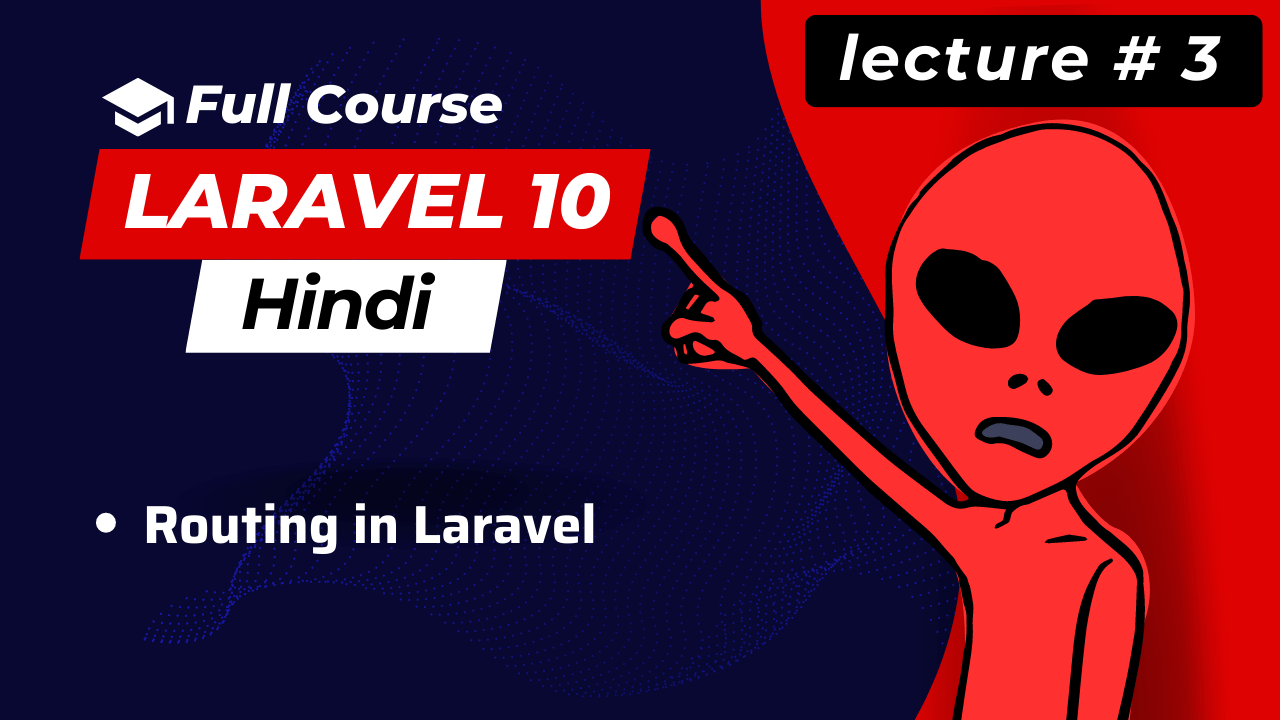 lecture # 3
Full Course
LARAVEL 10
Hindi
• Routing in Laravel